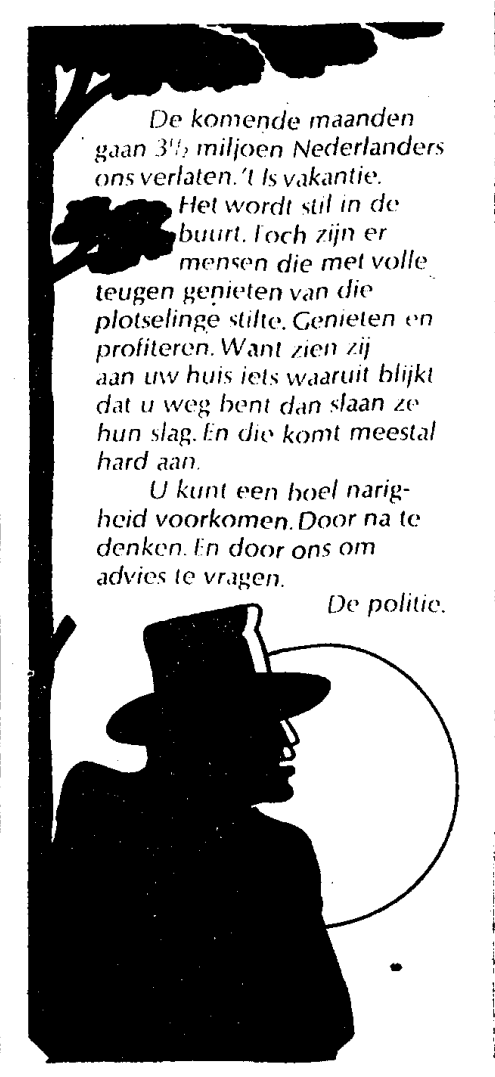 De komende maanden
gaan 3½ miljoen Nederlanders
ons verlaten. 't Is vakantie.
Het wordt stil in de
buurt. Toch zijn er
mensen die met volle
teugen genieten van die
plotselinge stilte. Genieten en
profiteren. Want zien zij
aan uw huis iets waaruit blijkt
dat u weg bent dan slaan ze
hun slag. En die komt meestal
hard aan.
U kunt een hoel narig-
heid voorkomen. Door na te
denken. En door ons om
advies te vragen.
De politie.